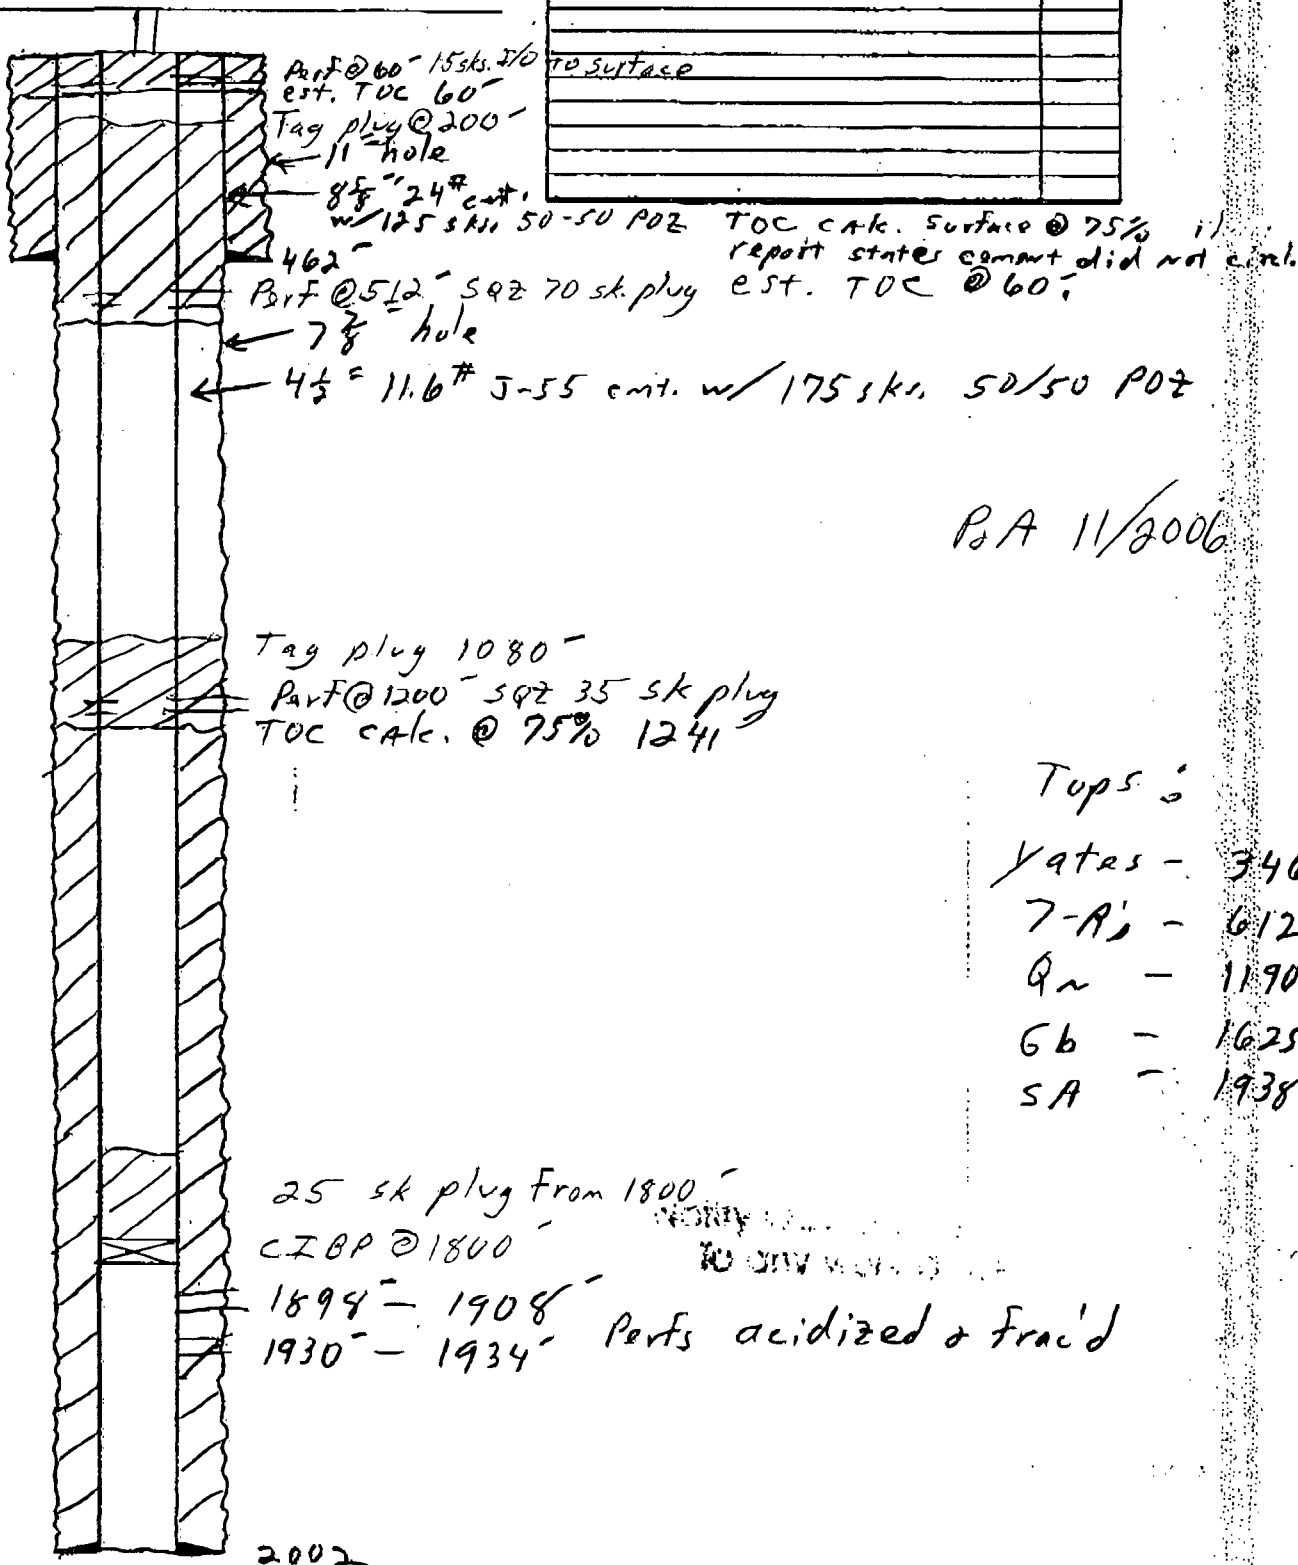 Perf @ 60' 15 sks. I/O to surface
est. TOC 60'
Tag plug @ 200'
11" hole
8 5/8" 24# cmt.
w/ 125 sks. 50-50 POZ TOC calc. surface @ 75%
report states cement did not circ.
462'
Perf @ 512' SQZ 70 sk. plug est. TOC @ 60'.
7 7/8" hole
4 1/2" 11.6# J-55 cmt. w/ 175 sks. 50/50 POZ
P&A 11/2006
Tag plug 1080'
Perf @ 1200' SQZ 35 sk plug
TOC calc. @ 75% 1241'
Tops:
Yates - 346
7-R's - 612
Qn - 1190
Gb - 1625
SA - 1938
25 sk plug from 1800'
CIBP @ 1800'
1898' - 1908'
1930' - 1934' Perfs acidized & frac'd
2002